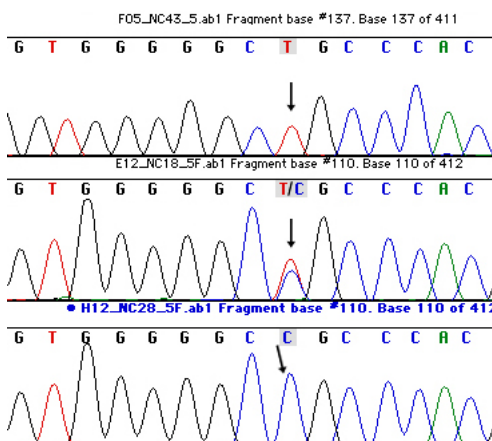 F05_NC43_5.ab1 Fragment base #137. Base 137 of 411
G T G G G G G C T G C C C A C
E12_NC18_5F.ab1 Fragment base #110. Base 110 of 412
G T G G G G G C T/C G C C C A C
H12_NC28_5F.ab1 Fragment base #110. Base 110 of 412
G T G G G G G C C G C C C A C